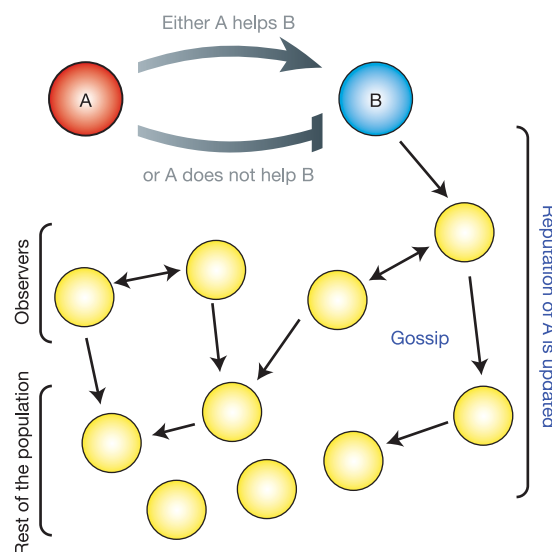 Either A helps B
A
B
or A does not help B
Observers
Gossip
Reputation of A is updated
Rest of the population